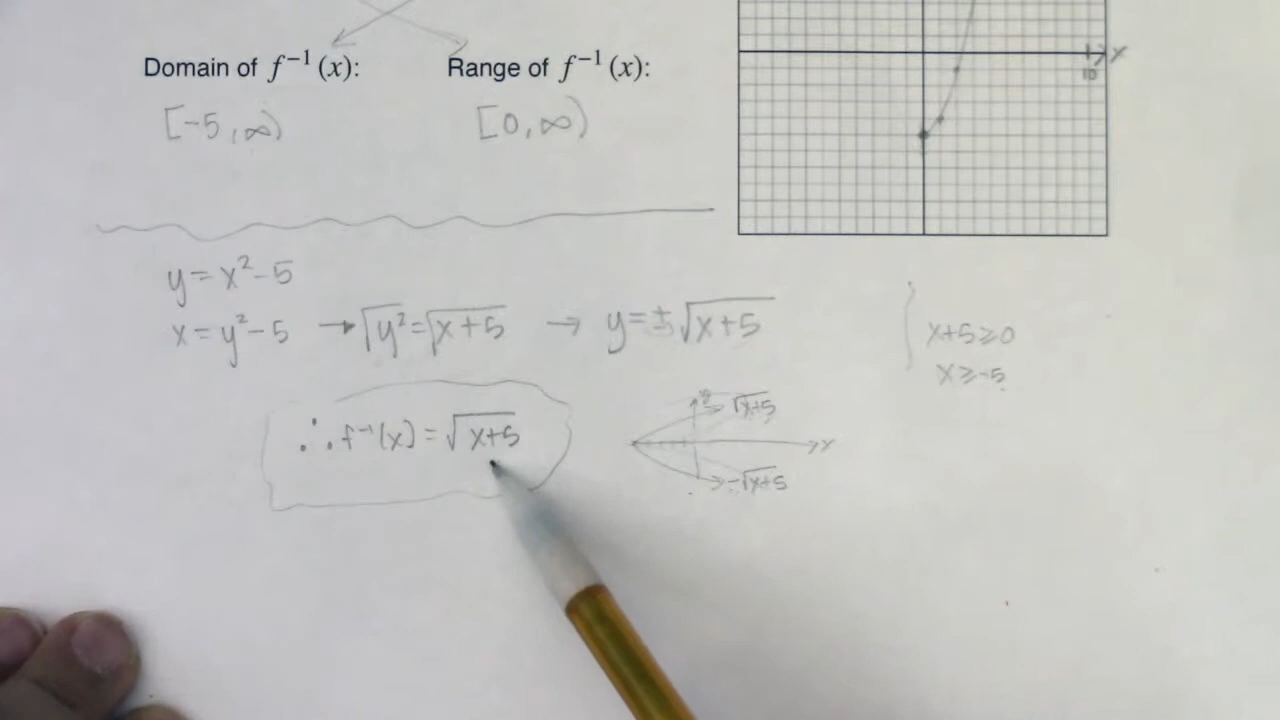 Domain of f⁻¹(x):
Range of f⁻¹(x):
[-5, ∞)
[0, ∞)
x
10
y = x² - 5
x = y² - 5 → √y² = √x+5 → y = ± √x+5
x+5 ≥ 0
x ≥ -5
∴ f⁻¹(x) = √x+5
y
√x+5
x
-√x+5